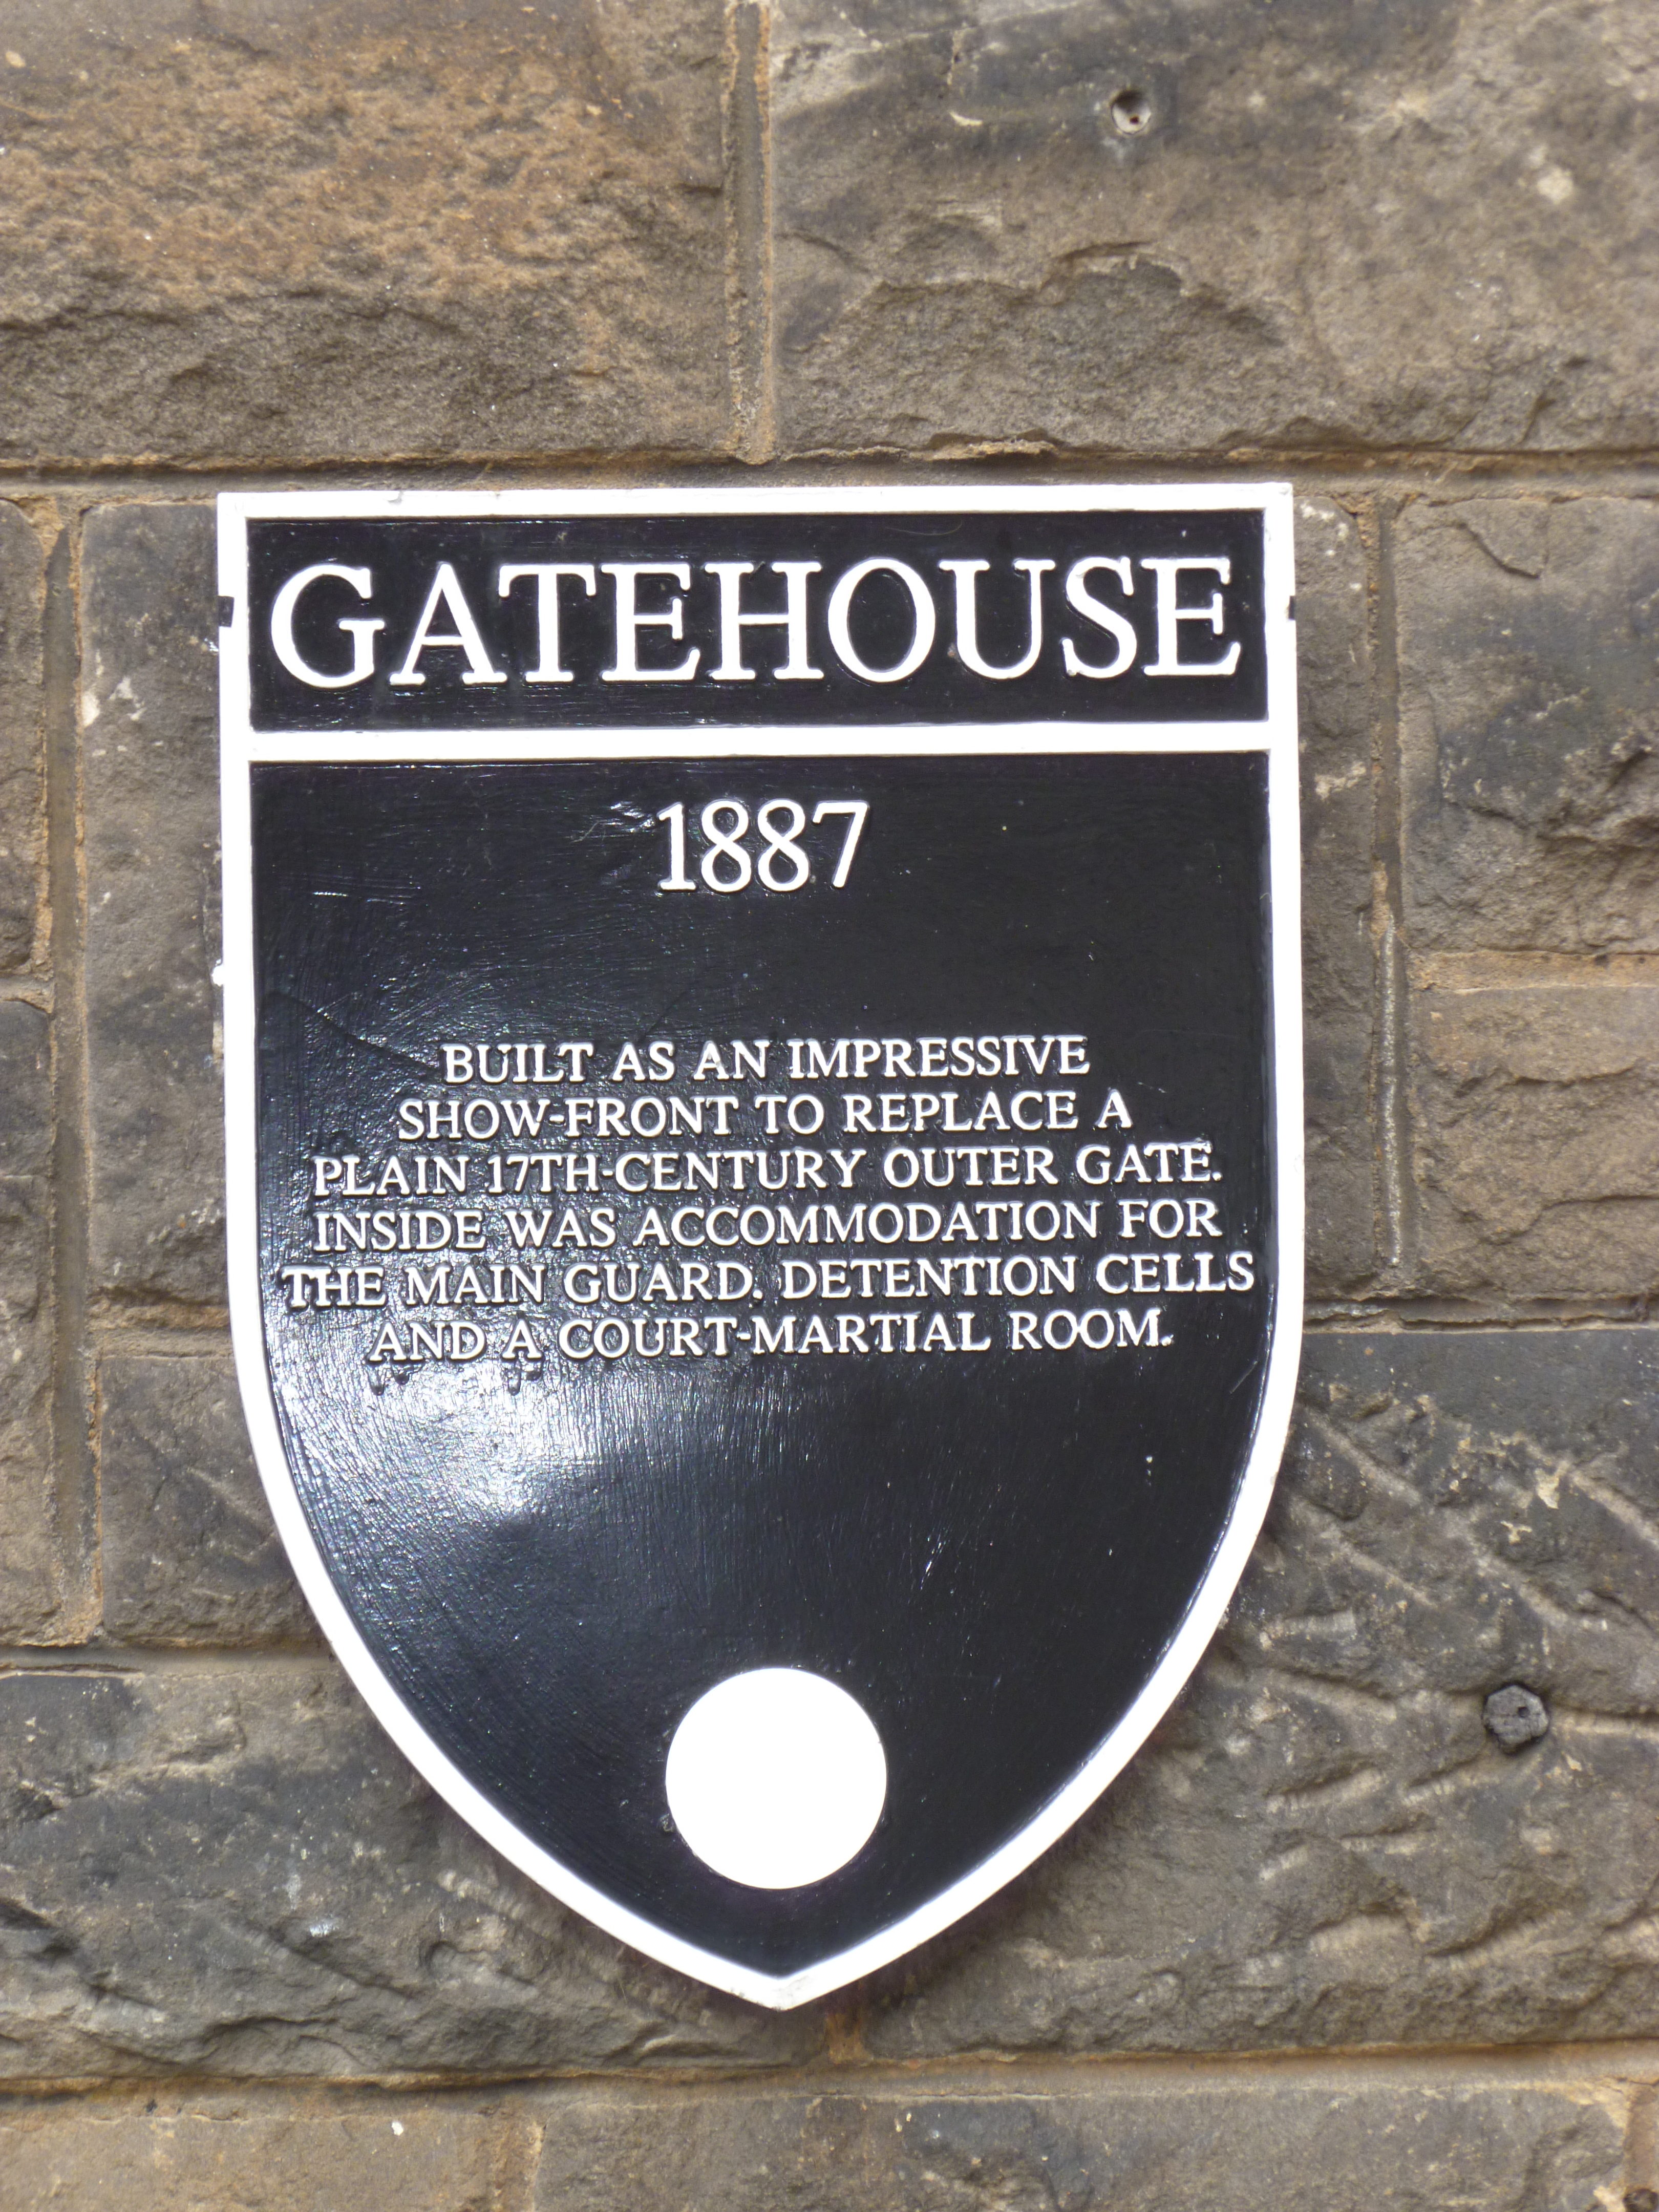 GATEHOUSE
1887
BUILT AS AN IMPRESSIVE
SHOW-FRONT TO REPLACE A
PLAIN 17TH-CENTURY OUTER GATE.
INSIDE WAS ACCOMMODATION FOR
THE MAIN GUARD. DETENTION CELLS
AND A COURT-MARTIAL ROOM.